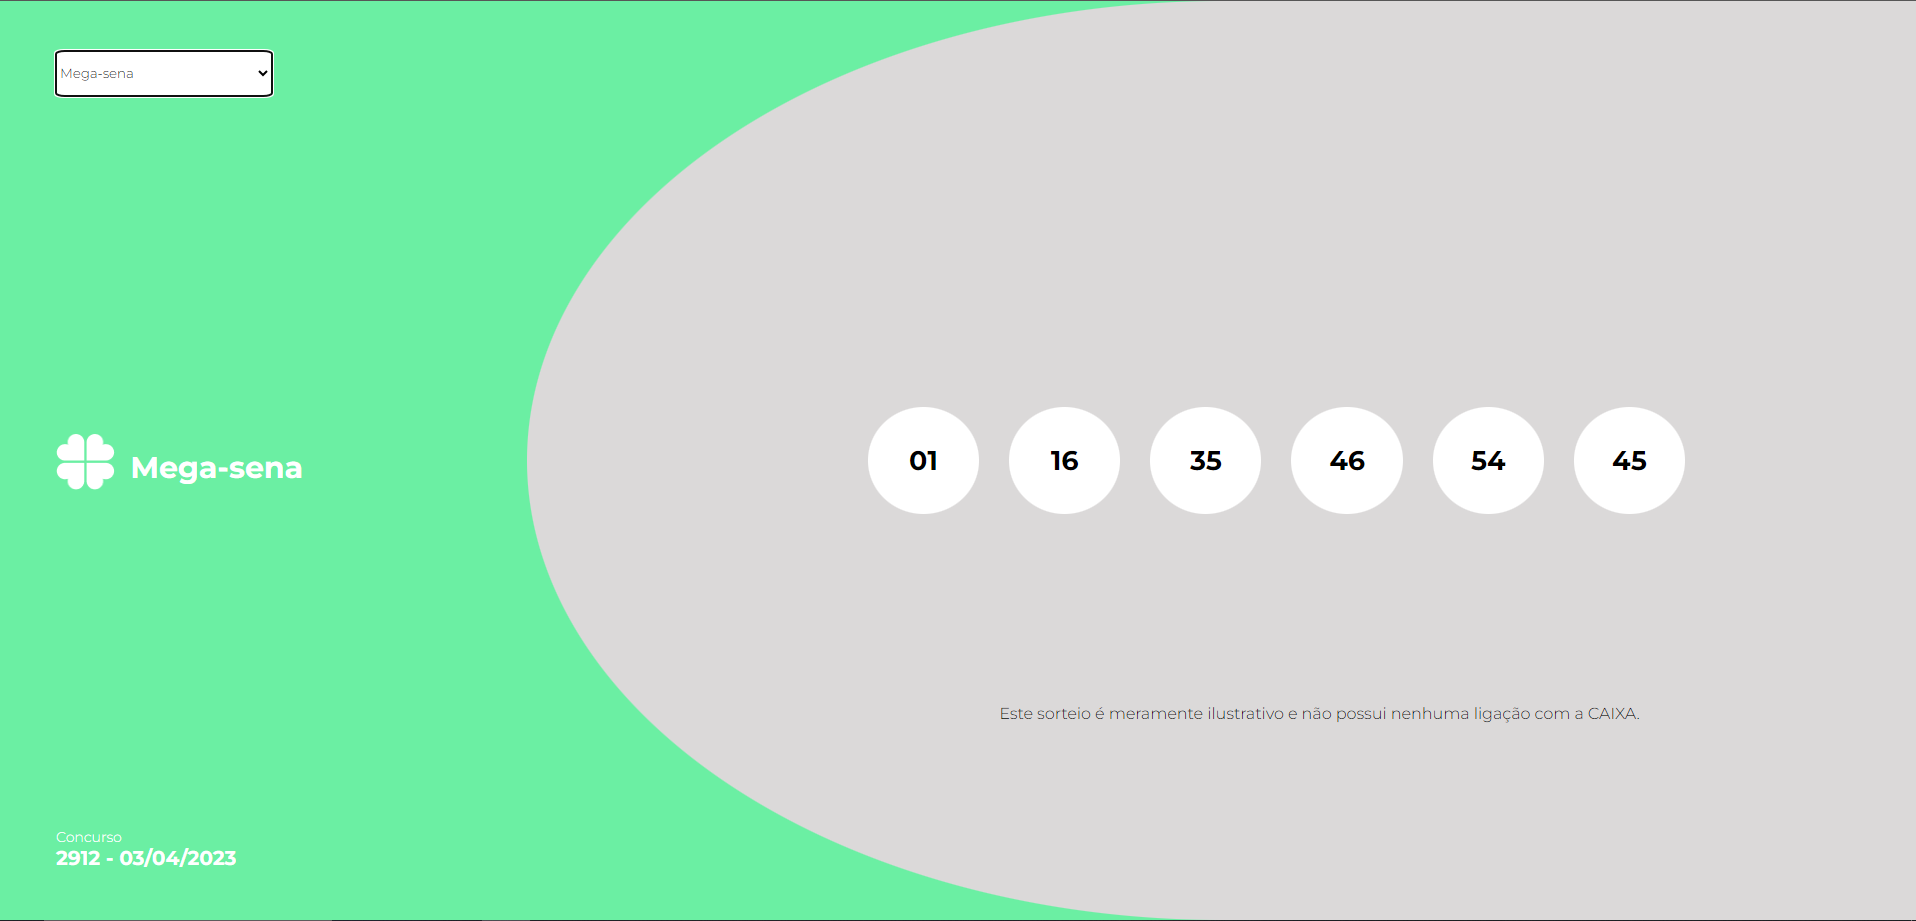 Mega-sena
Mega-sena
01 16 35 46 54 45
Este sorteio é meramente ilustrativo e não possui nenhuma ligação com a CAIXA.
Concurso
2912 - 03/04/2023